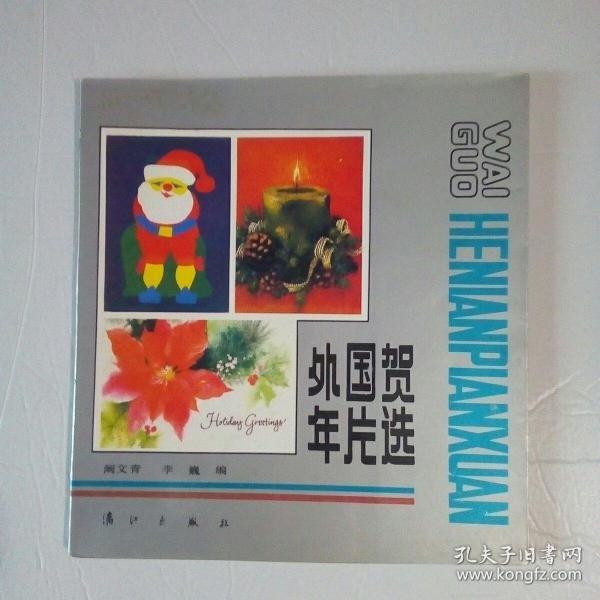 WAI
GUO
HENIANPIANXUAN
Holiday Greetings
外国贺
年片选
阚文青 李巍 编
漓江出版社
孔夫子旧书网
www.kongfz.com